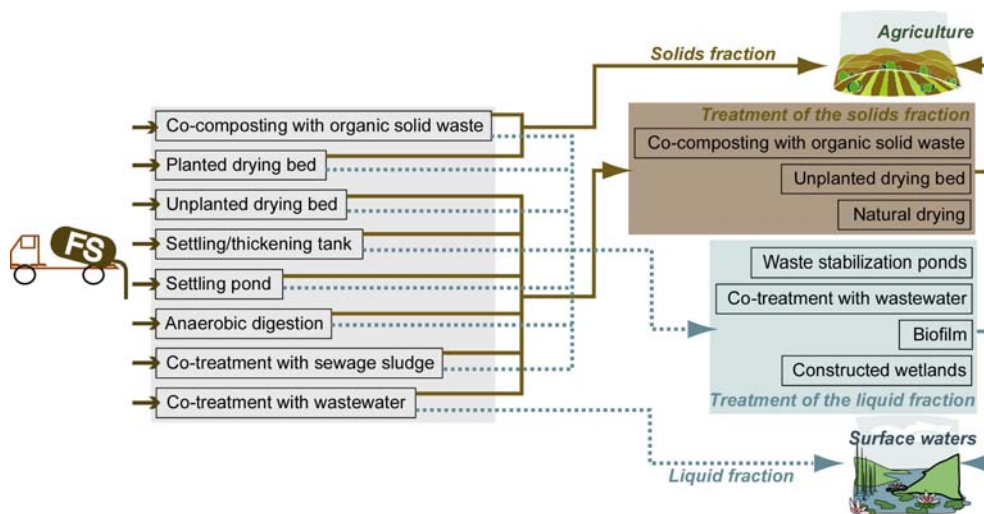 Agriculture
Solids fraction
Co-composting with organic solid waste
Planted drying bed
Unplanted drying bed
Settling/thickening tank
Settling pond
Anaerobic digestion
Co-treatment with sewage sludge
Co-treatment with wastewater
FS
Treatment of the solids fraction
Co-composting with organic solid waste
Unplanted drying bed
Natural drying
Waste stabilization ponds
Co-treatment with wastewater
Biofilm
Constructed wetlands
Treatment of the liquid fraction
Surface waters
Liquid fraction